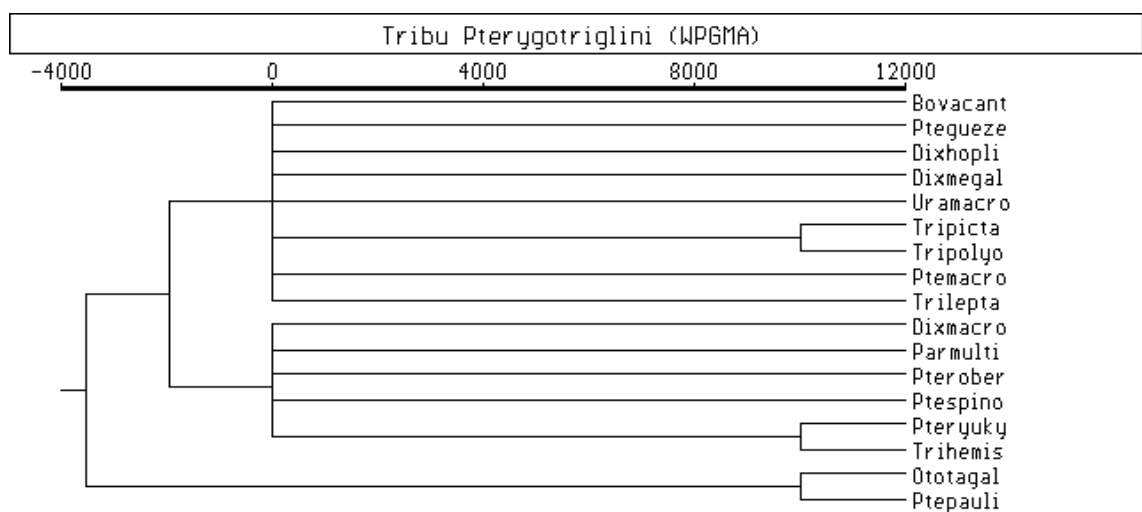 Tribu Pterygotriglini (WPGMA)
-4000 0 4000 8000 12000
Bovacant
Ptegueze
Dixhopli
Dixmegal
Uramacro
Tripicta
Tripolyo
Ptemacro
Trilepta
Dixmacro
Parmulti
Pterober
Ptespino
Pteryuky
Trihemis
Ototagal
Ptepauli